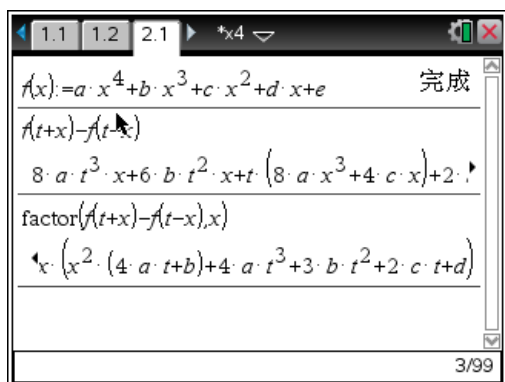 1.1 1.2 2.1 *x4
f(x):=a·x^4+b·x^3+c·x^2+d·x+e 完成
f(t+x)−f(t−x)
8·a·t^3·x+6·b·t^2·x+t·(8·a·x^3+4·c·x)+2·
factor(f(t+x)−f(t−x),x)
x·(x^2·(4·a·t+b)+4·a·t^3+3·b·t^2+2·c·t+d)
3/99